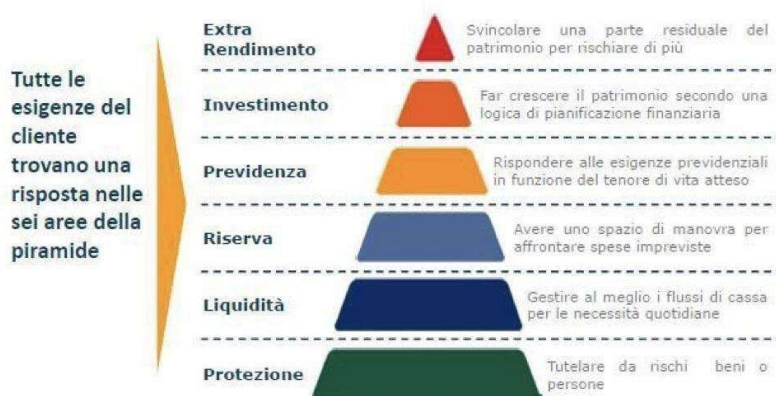 Tutte le
esigenze del
cliente
trovano una
risposta nelle
sei aree della
piramide
Extra
Rendimento
Svincolare una parte residuale del
patrimonio per rischiare di più
Investimento
Far crescere il patrimonio secondo una
logica di pianificazione finanziaria
Previdenza
Rispondere alle esigenze previdenziali
in funzione del tenore di vita atteso
Riserva
Avere uno spazio di manovra per
affrontare spese impreviste
Liquidità
Gestire al meglio i flussi di cassa
per le necessità quotidiane
Protezione
Tutelare da rischi beni o
persone